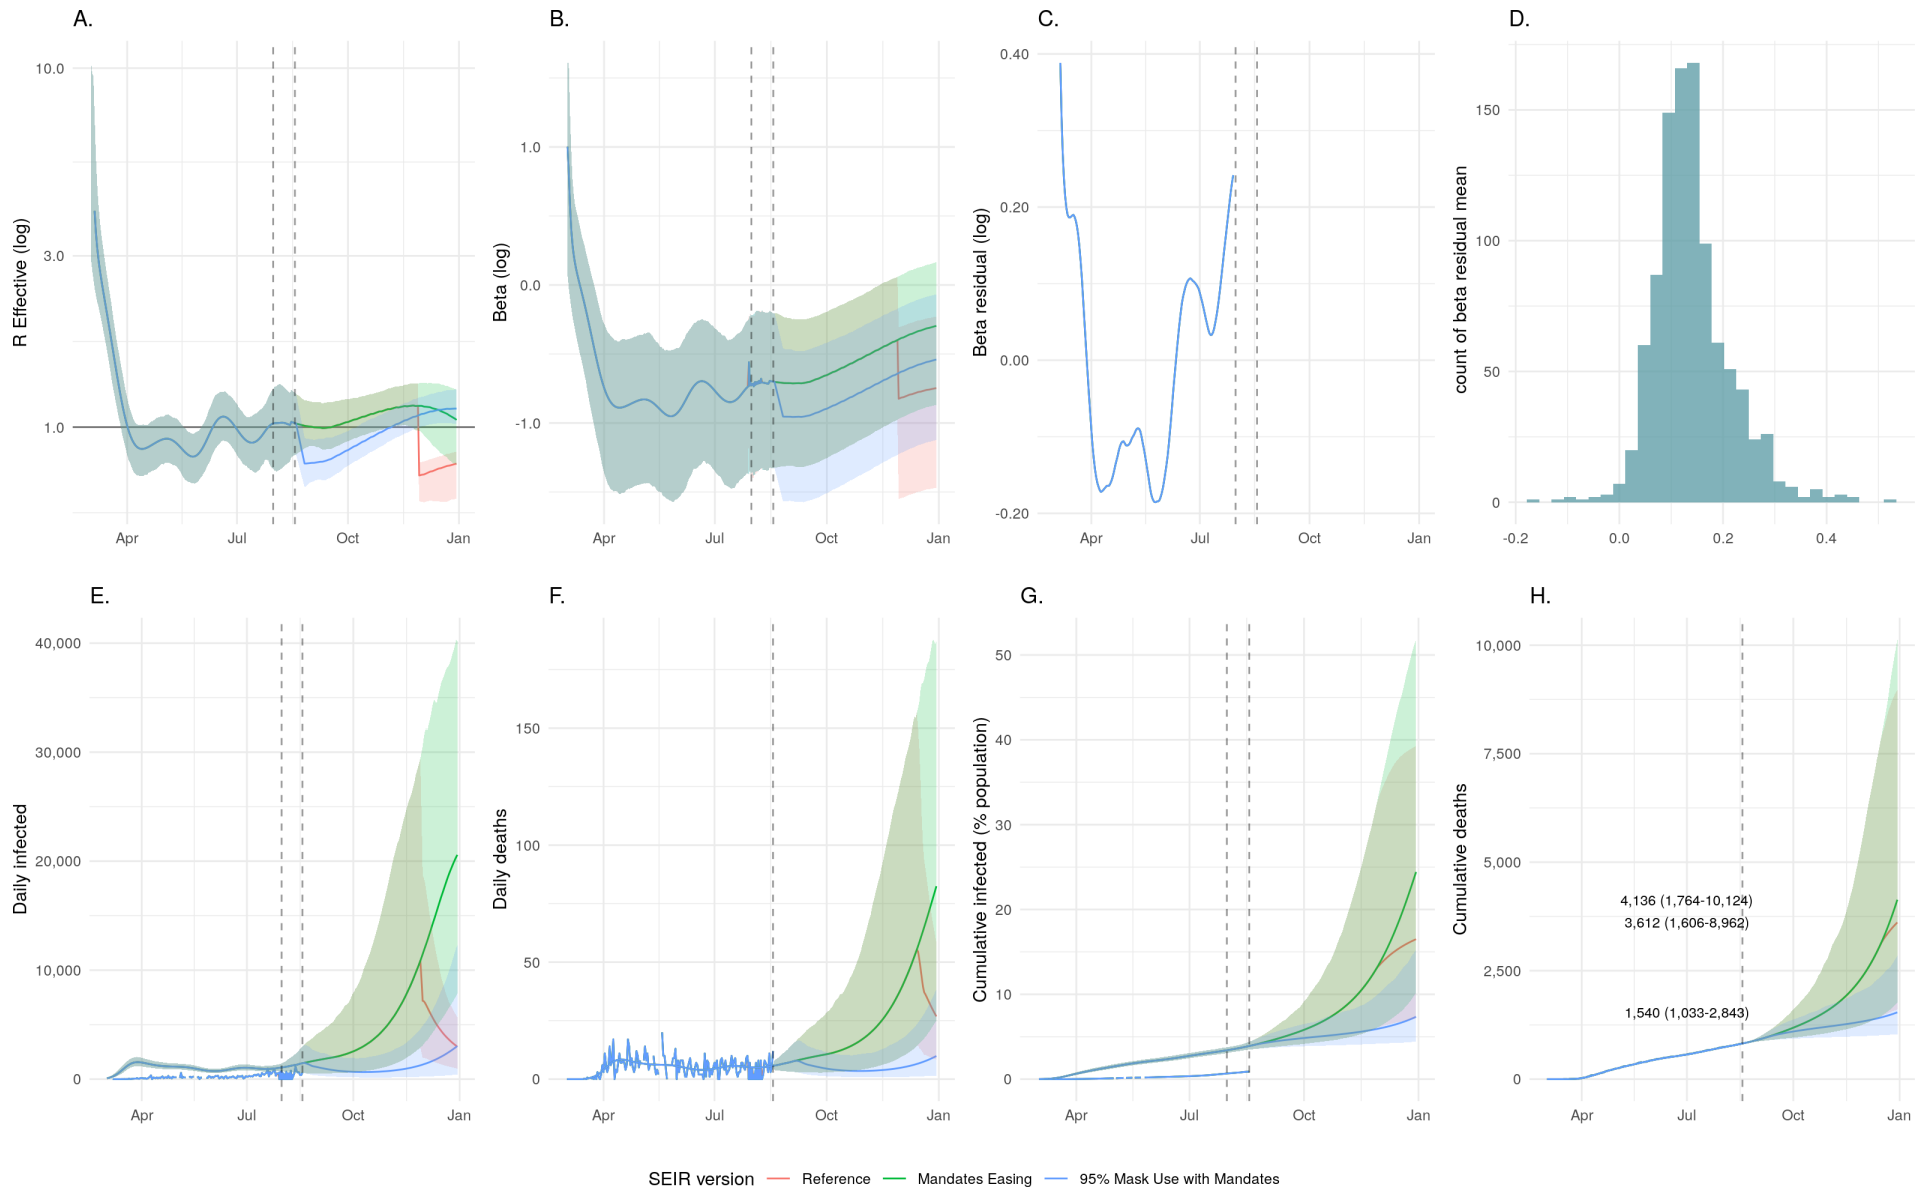 A.
B.
C.
D.
R Effective (log)
10.0
3.0
1.0
Apr
Jul
Oct
Jan
Beta (log)
1.0
0.0
-1.0
Apr
Jul
Oct
Jan
Beta residual (log)
0.40
0.20
0.00
-0.20
Apr
Jul
Oct
Jan
count of beta residual mean
150
100
50
0
-0.2
0.0
0.2
0.4
E.
F.
G.
H.
Daily infected
40,000
30,000
20,000
10,000
0
Apr
Jul
Oct
Jan
Daily deaths
150
100
50
0
Apr
Jul
Oct
Jan
Cumulative infected (% population)
50
40
30
20
10
0
Apr
Jul
Oct
Jan
Cumulative deaths
10,000
7,500
5,000
2,500
0
4,136 (1,764-10,124)
3,612 (1,606-8,962)
1,540 (1,033-2,843)
Apr
Jul
Oct
Jan
SEIR version Reference Mandates Easing 95% Mask Use with Mandates